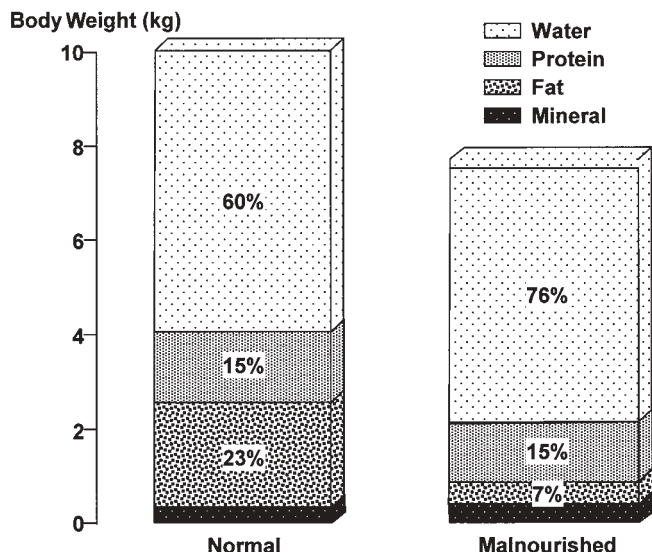 Body Weight (kg)
10
8
6
4
2
0
60%
15%
23%
Normal
76%
15%
7%
Malnourished
Water
Protein
Fat
Mineral